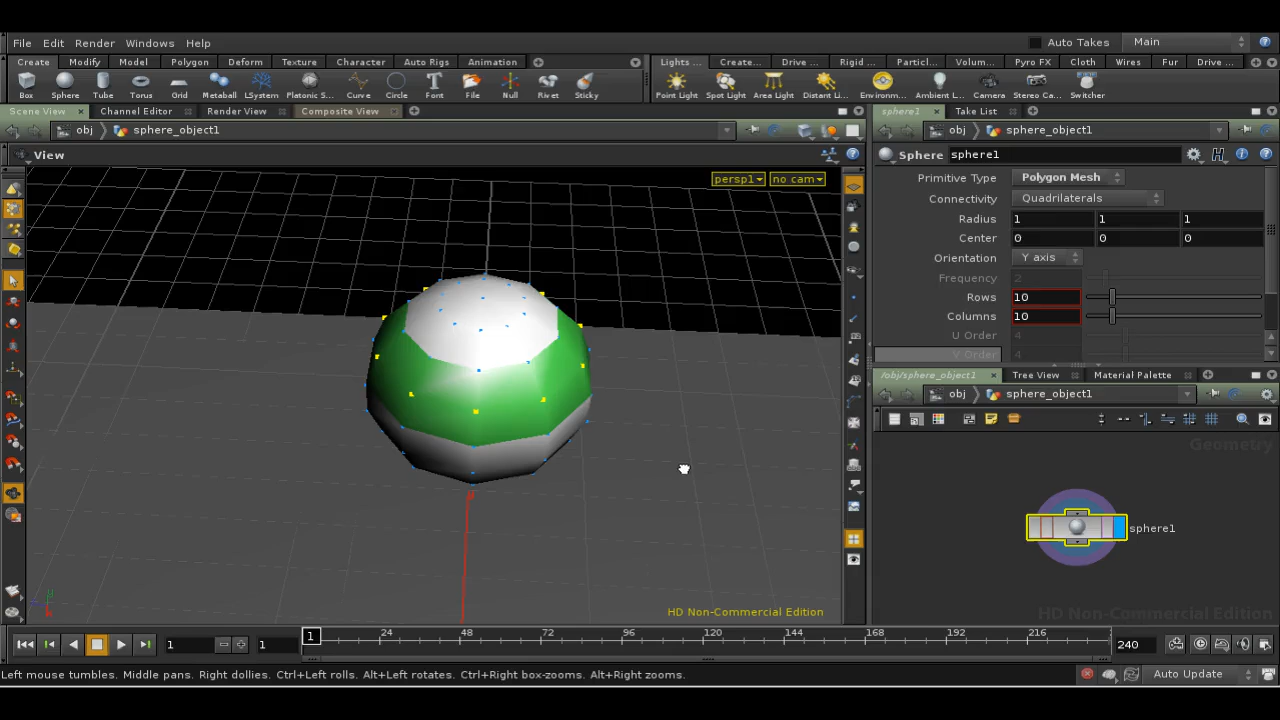 File Edit Render Windows Help Auto Takes Main
Create Modify Model Polygon Deform Texture Character Auto Rigs Animation Lights ... Create... Drive ... Rigid ... Particl... Volum... Pyro FX Cloth Wires Fur Drive ...
Box Sphere Tube Torus Grid Metaball LSystem Platonic S... Curve Circle Font File Null Rivet Sticky Point Light Spot Light Area Light Distant Li... Environm... Ambient L... Camera Stereo Ca... Switcher
Scene View Channel Editor Render View Composite View sphere1 Take List
obj sphere_object1 obj sphere_object1
View Sphere sphere1
persp1 no cam
Primitive Type Polygon Mesh
Connectivity Quadrilaterals
Radius 1 1 1
Center 0 0 0
Orientation Y axis
Frequency 2
Rows 10
Columns 10
U Order 4
V Order 4
/obj/sphere_object1 Tree View Material Palette
obj sphere_object1
Geometry
sphere1
HD Non-Commercial Edition HD Non-Commercial Edition
1 1 1 24 48 72 96 120 144 168 192 216 240
Left mouse tumbles. Middle pans. Right dollies. Ctrl+Left rolls. Alt+Left rotates. Ctrl+Right box-zooms. Alt+Right zooms. Auto Update